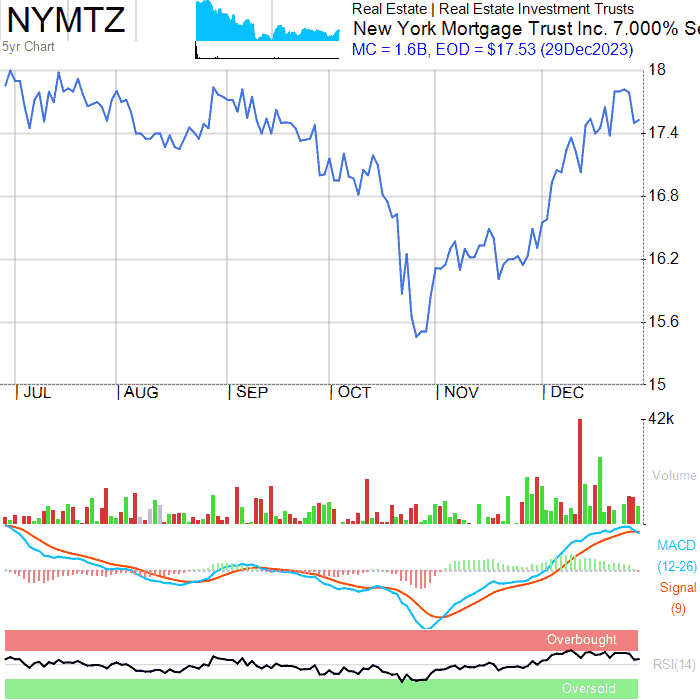 NYMTZ
5yr Chart
Real Estate | Real Estate Investment Trusts
New York Mortgage Trust Inc. 7.000% Se
MC = 1.6B, EOD = $17.53 (29Dec2023)
18
17.4
16.8
16.2
15.6
15
JUL AUG SEP OCT NOV DEC
42k
Volume
MACD
(12-26)
Signal
(9)
Overbought
RSI(14)
Oversold